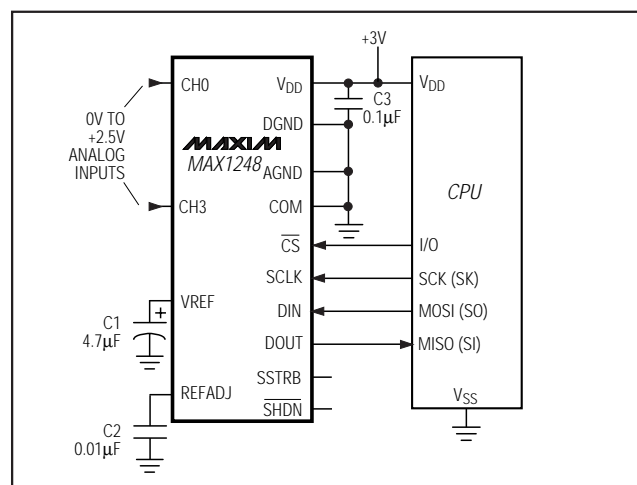 +3V
CH0
VDD
VDD
C3
0.1µF
0V TO
+2.5V
ANALOG
INPUTS
DGND
MAXIM
MAX1248
AGND
CPU
CH3
COM
CS
I/O
SCLK
SCK (SK)
VREF
DIN
MOSI (SO)
C1
4.7µF
+
DOUT
MISO (SI)
REFADJ
SSTRB
SHDN
VSS
C2
0.01µF